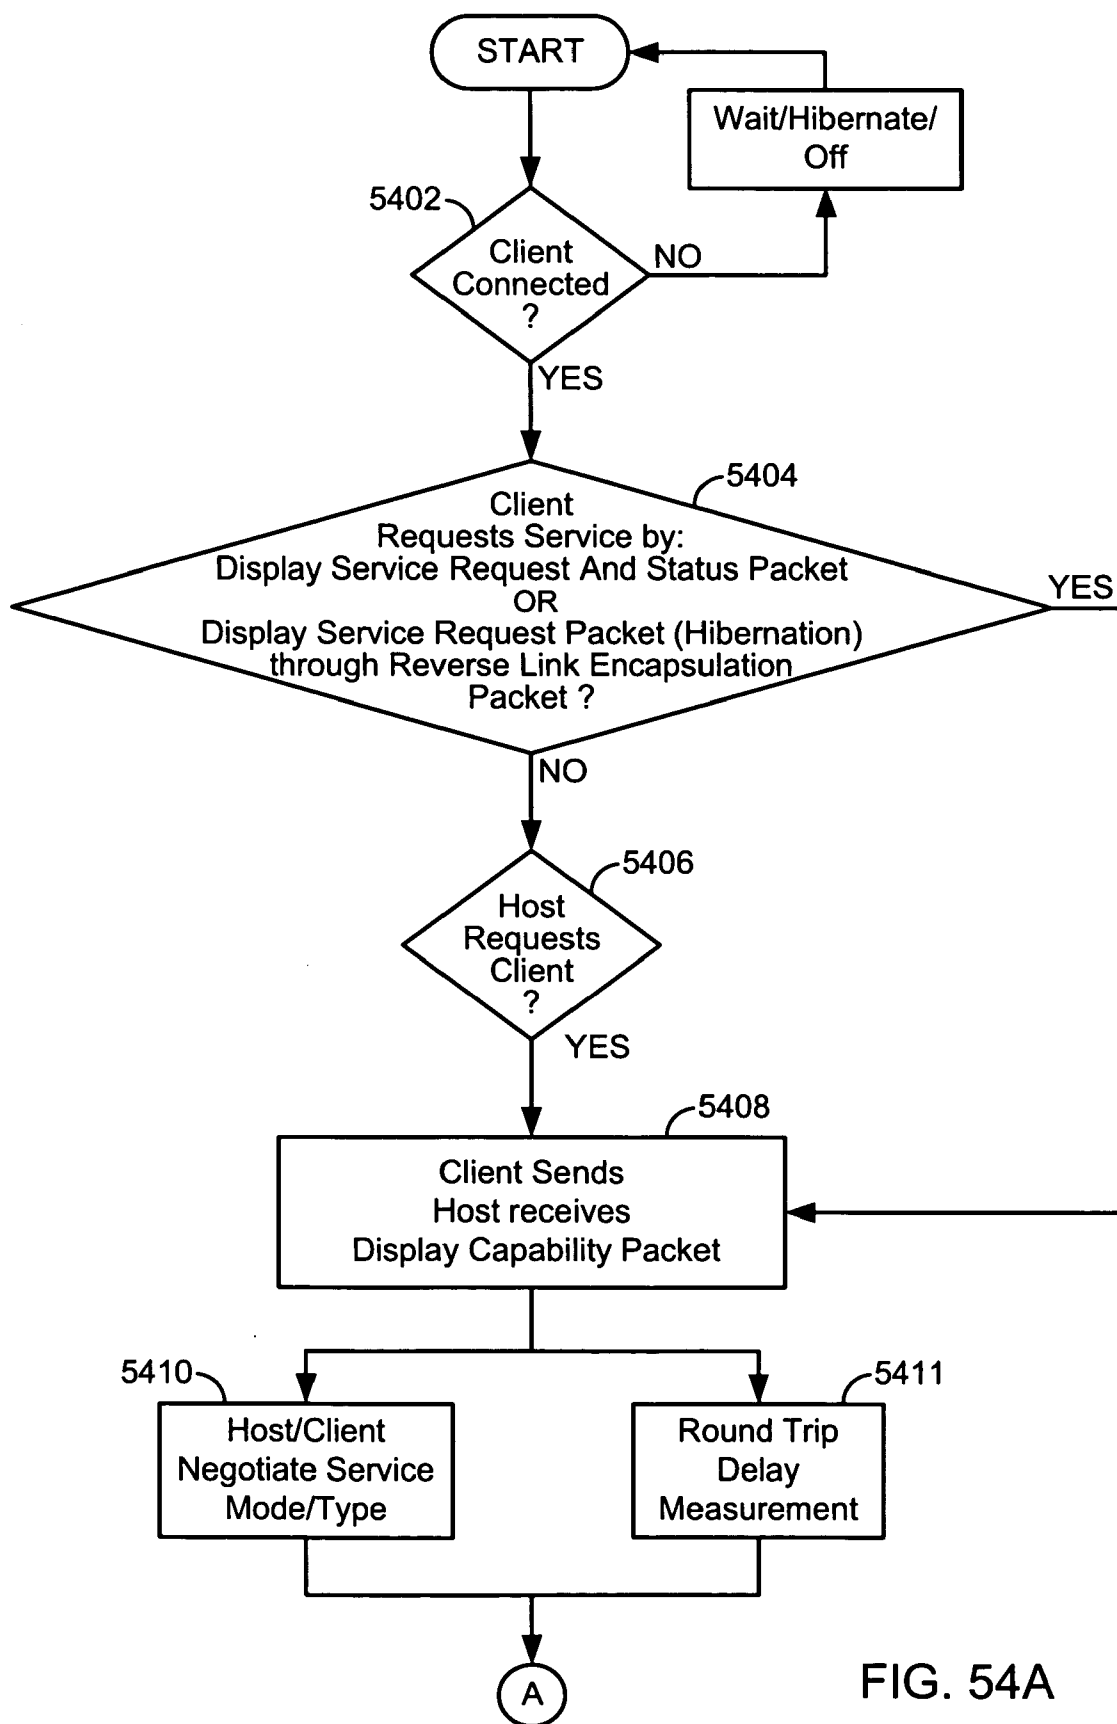 START
Wait/Hibernate/
Off
5402
Client
Connected
?
NO
YES
5404
Client
Requests Service by:
Display Service Request And Status Packet
OR
Display Service Request Packet (Hibernation)
through Reverse Link Encapsulation
Packet ?
YES
NO
5406
Host
Requests
Client
?
YES
5408
Client Sends
Host receives
Display Capability Packet
5410
Host/Client
Negotiate Service
Mode/Type
5411
Round Trip
Delay
Measurement
A
FIG. 54A